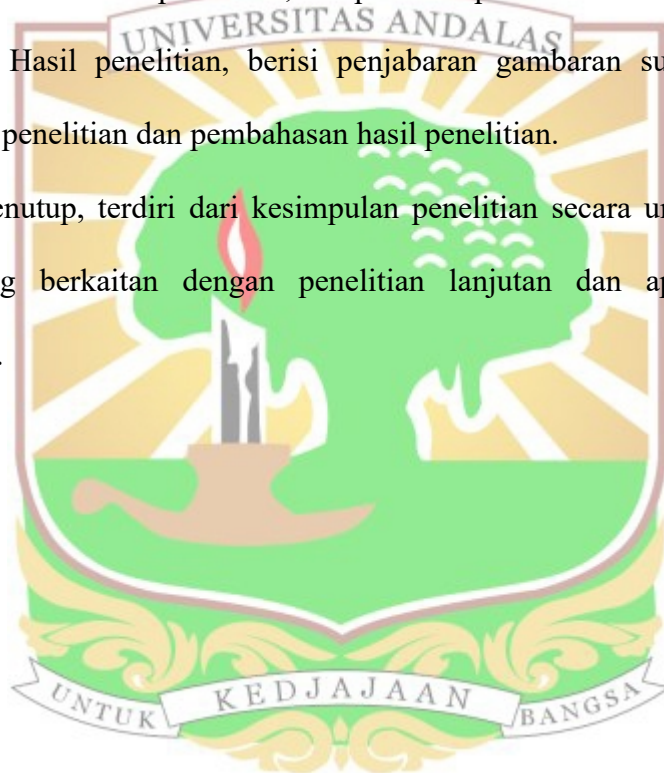 UNIVERSITAS ANDALAS
Hasil penelitian, berisi penjabaran gambaran su
penelitian dan pembahasan hasil penelitian.
enutup, terdiri dari kesimpulan penelitian secara u
g berkaitan dengan penelitian lanjutan dan ap
UNTUK KEDJAJAAN BANGSA